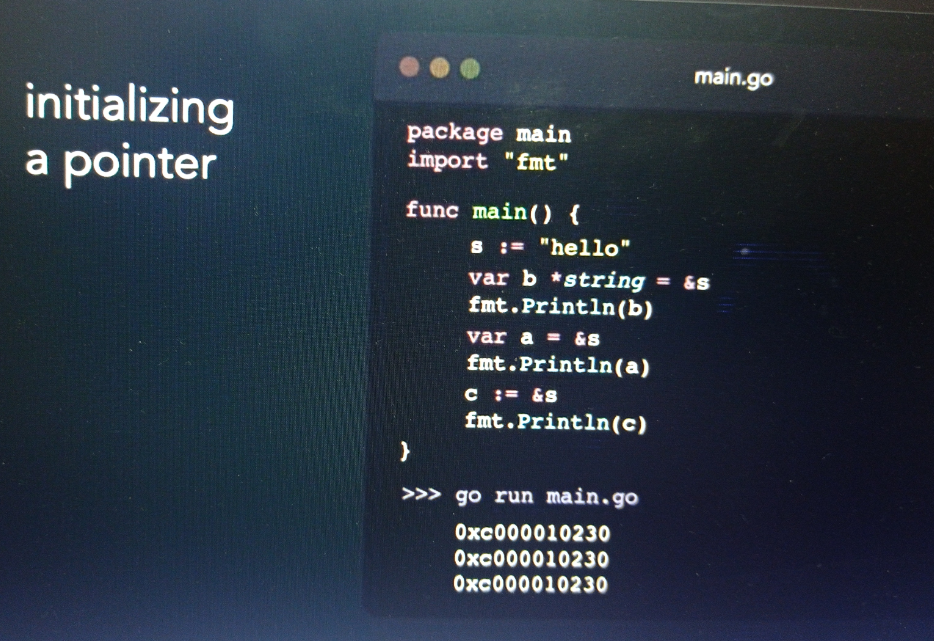 initializing
a pointer
main.go
package main
import "fmt"
func main() {
s := "hello"
var b *string = &s
fmt.Println(b)
var a = &s
fmt.Println(a)
c := &s
fmt.Println(c)
}
>>> go run main.go
0xc000010230
0xc000010230
0xc000010230